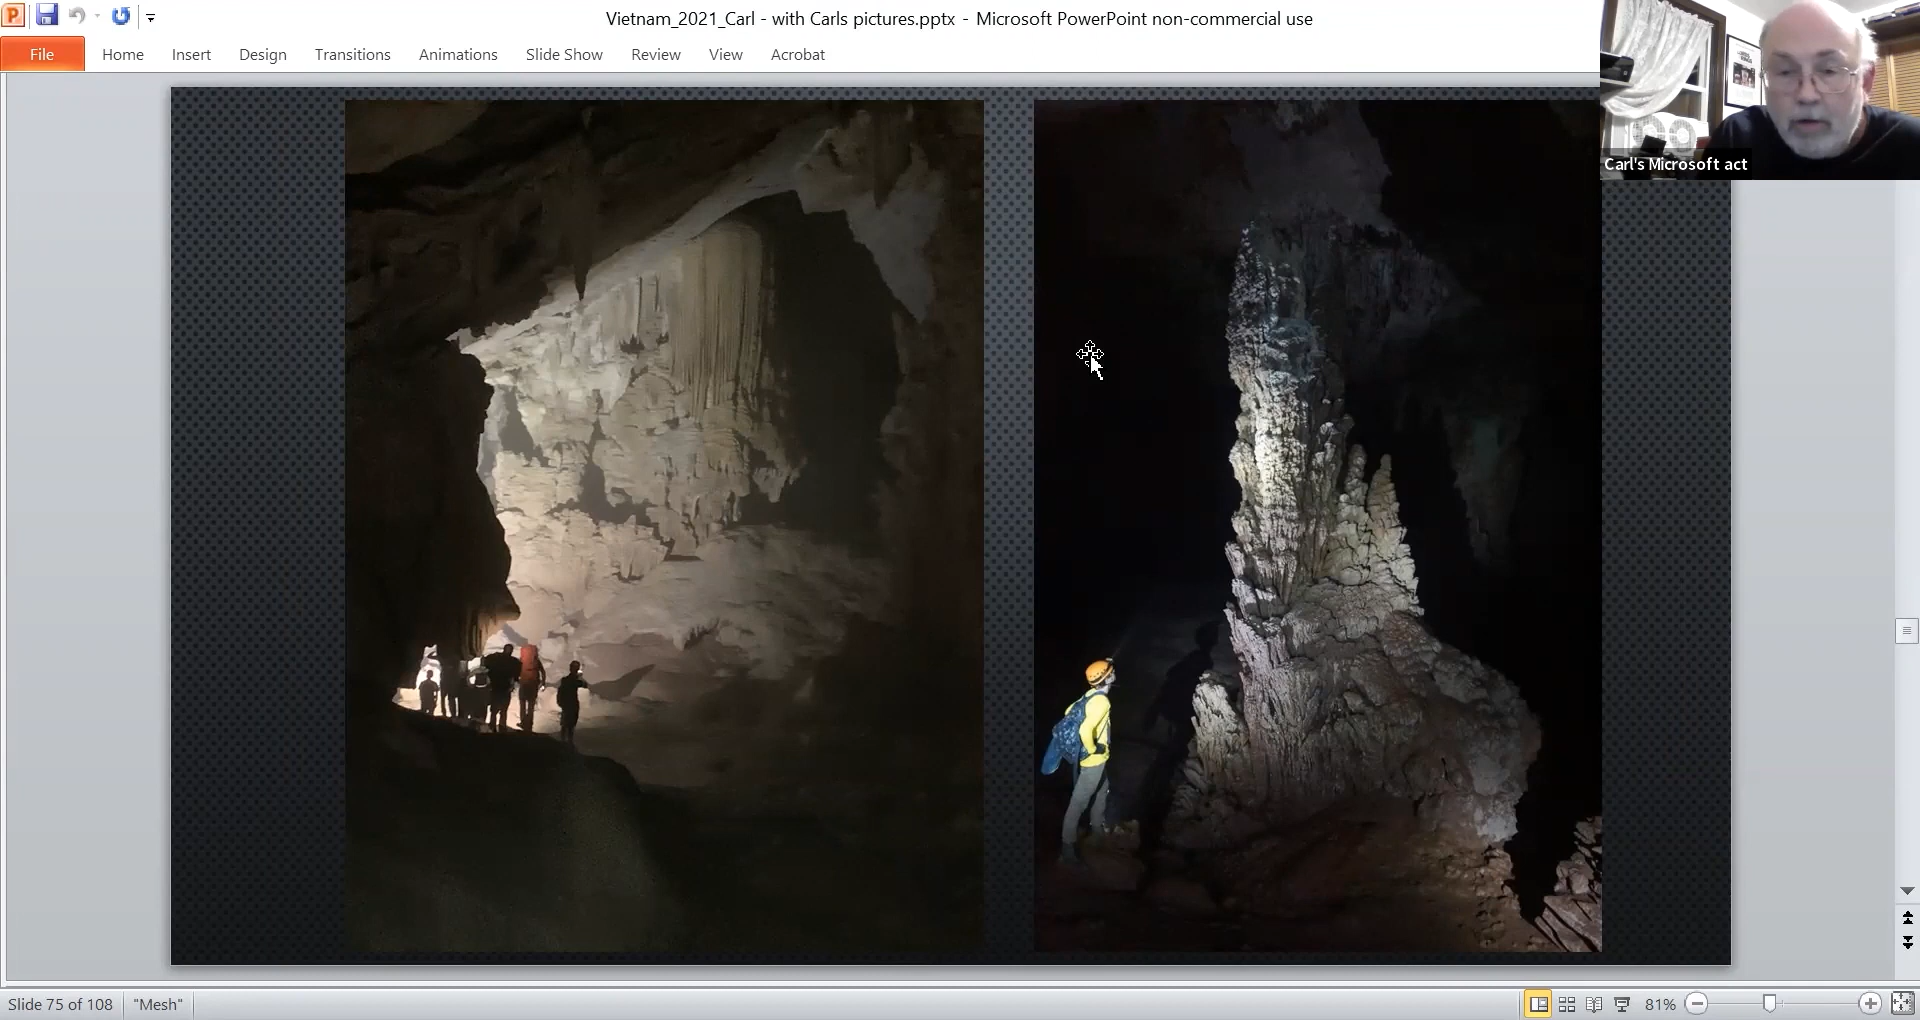 Vietnam_2021_Carl - with Carls pictures.pptx - Microsoft PowerPoint non-commercial use
File Home Insert Design Transitions Animations Slide Show Review View Acrobat
Carl's Microsoft act
Slide 75 of 108 "Mesh" 81%